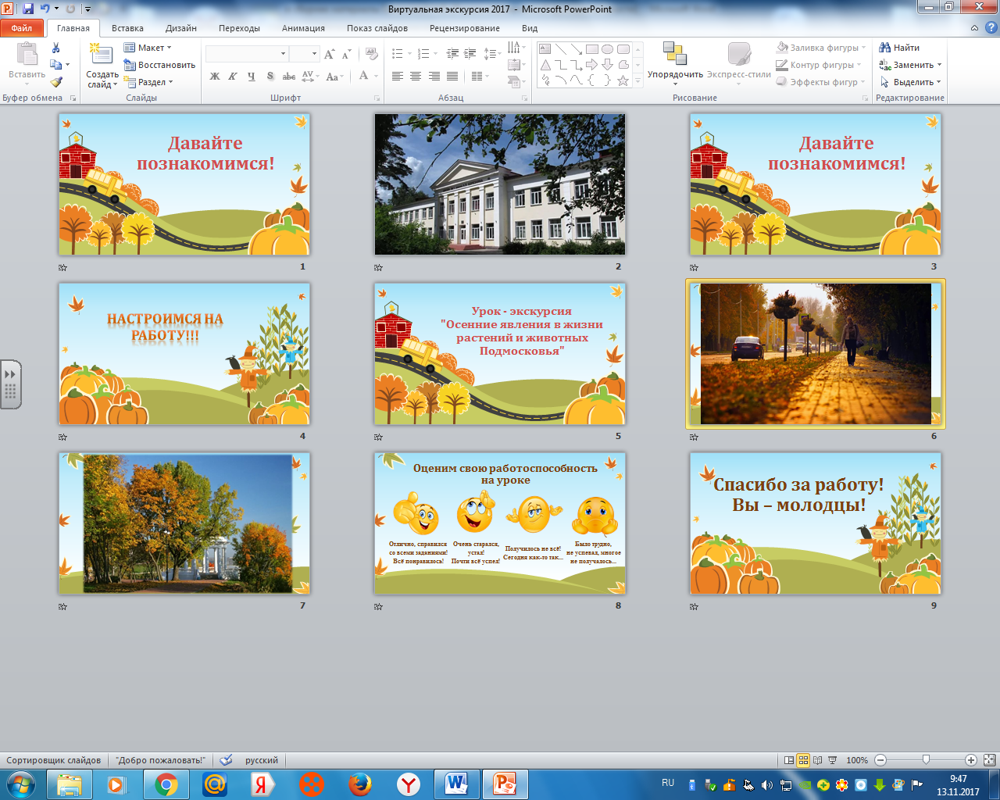 Виртуальная экскурсия 2017 - Microsoft PowerPoint
Файл Главная Вставка Дизайн Переходы Анимация Показ слайдов Рецензирование Вид
Вставить
Буфер обмена
Создать слайд
Макет
Восстановить
Раздел
Слайды
Ж К Ч S abc AV Aa A
Шрифт
Абзац
Упорядочить
Экспресс-стили
Заливка фигуры
Контур фигуры
Эффекты фигур
Рисование
Найти
Заменить
Выделить
Редактирование
Давайте
познакомимся!
1
2
Давайте
познакомимся!
3
НАСТРОИМСЯ НА
РАБОТУ!!!
4
Урок - экскурсия
"Осенние явления в жизни
растений и животных
Подмосковья"
5
6
7
Оценим свою работоспособность
на уроке
Отлично, справился
со всеми заданиями!
Всё понравилось!
Очень старался,
устал!
Почти всё успел!
Получилось не всё!
Сегодня как-то так...
Было трудно,
не успевал, многое
не получалось...
8
Спасибо за работу!
Вы – молодцы!
9
Сортировщик слайдов "Добро пожаловать!" русский 100%
RU
9:47
13.11.2017